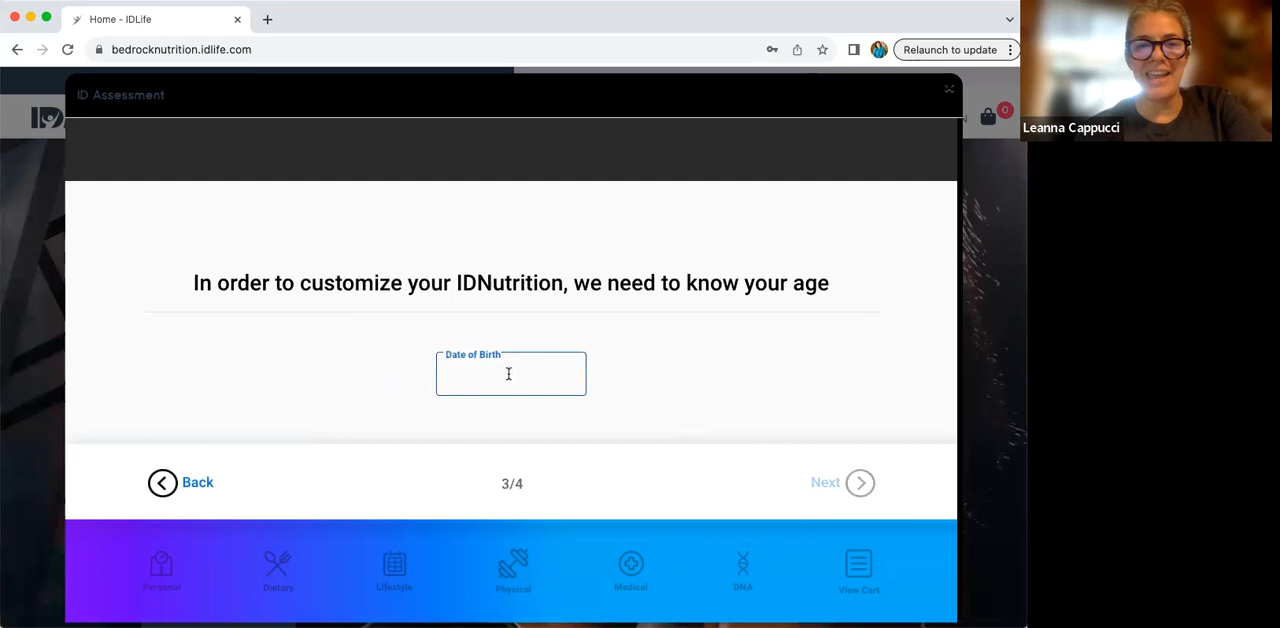 Home - IDLife
bedrocknutrition.idlife.com
Relaunch to update
ID Assessment
0
Leanna Cappucci
In order to customize your IDNutrition, we need to know your age
Date of Birth
Back
3/4
Next
Personal
Dietary
Lifestyle
Physical
Medical
DNA
View Cart